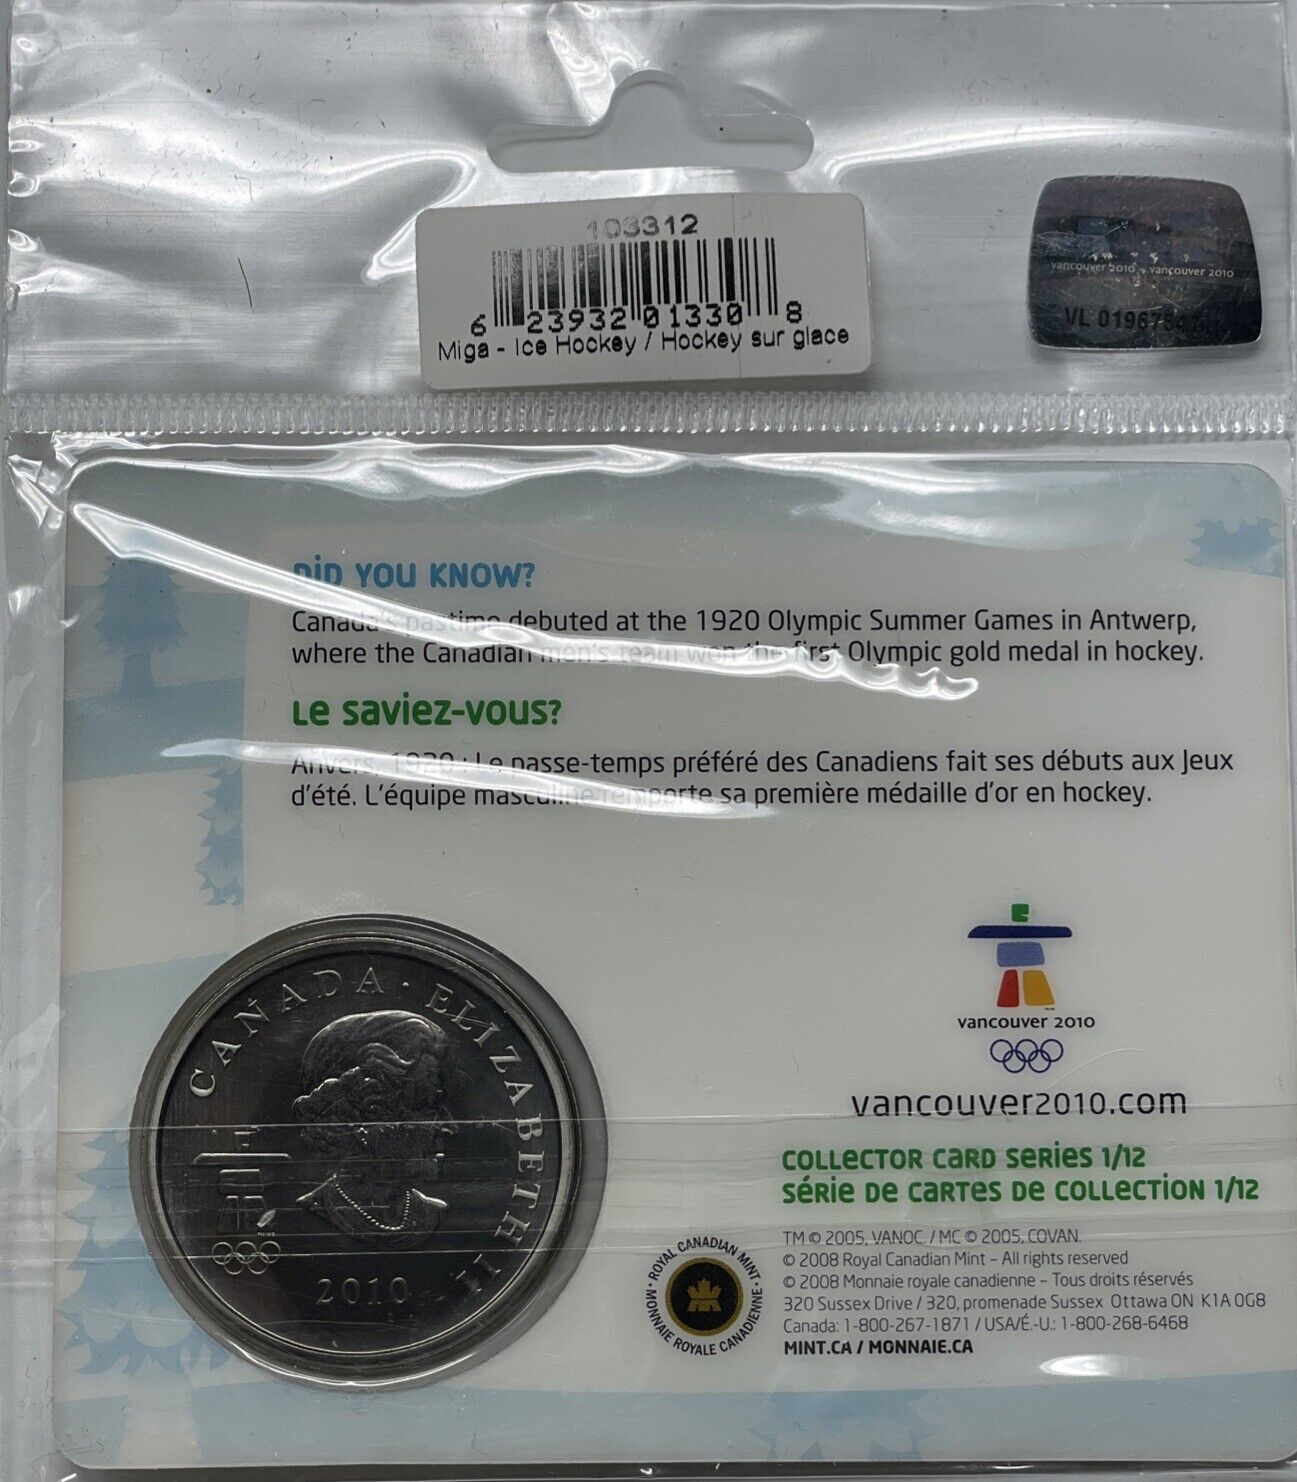 103312
6 23932 01330 8
Miga - Ice Hockey / Hockey sur glace
vancouver 2010 vancouver 2010
VL
DID YOU KNOW?
Canada's pastime debuted at the 1920 Olympic Summer Games in Antwerp,
where the Canadian men's team won the first Olympic gold medal in hockey.
Le saviez-vous?
Anvers, 1920 : Le passe-temps préféré des Canadiens fait ses débuts aux Jeux
d'été. L'équipe masculine remporte sa première médaille d'or en hockey.
CANADA · ELIZABETH II
2010
vancouver 2010
vancouver2010.com
COLLECTOR CARD SERIES 1/12
SÉRIE DE CARTES DE COLLECTION 1/12
ROYAL CANADIAN MINT · MONNAIE ROYALE CANADIENNE ·
TM © 2005, VANOC. / MC © 2005, COVAN.
© 2008 Royal Canadian Mint – All rights reserved
© 2008 Monnaie royale canadienne – Tous droits réservés
320 Sussex Drive / 320, promenade Sussex Ottawa ON K1A 0G8
Canada: 1-800-267-1871 / USA/É.-U.: 1-800-268-6468
MINT.CA / MONNAIE.CA